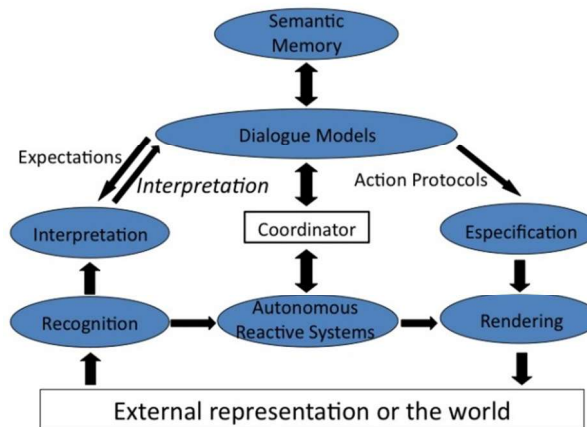 Semantic
Memory
Dialogue Models
Expectations
Interpretation
Action Protocols
Interpretation
Coordinator
Especification
Recognition
Autonomous
Reactive Systems
Rendering
External representation or the world